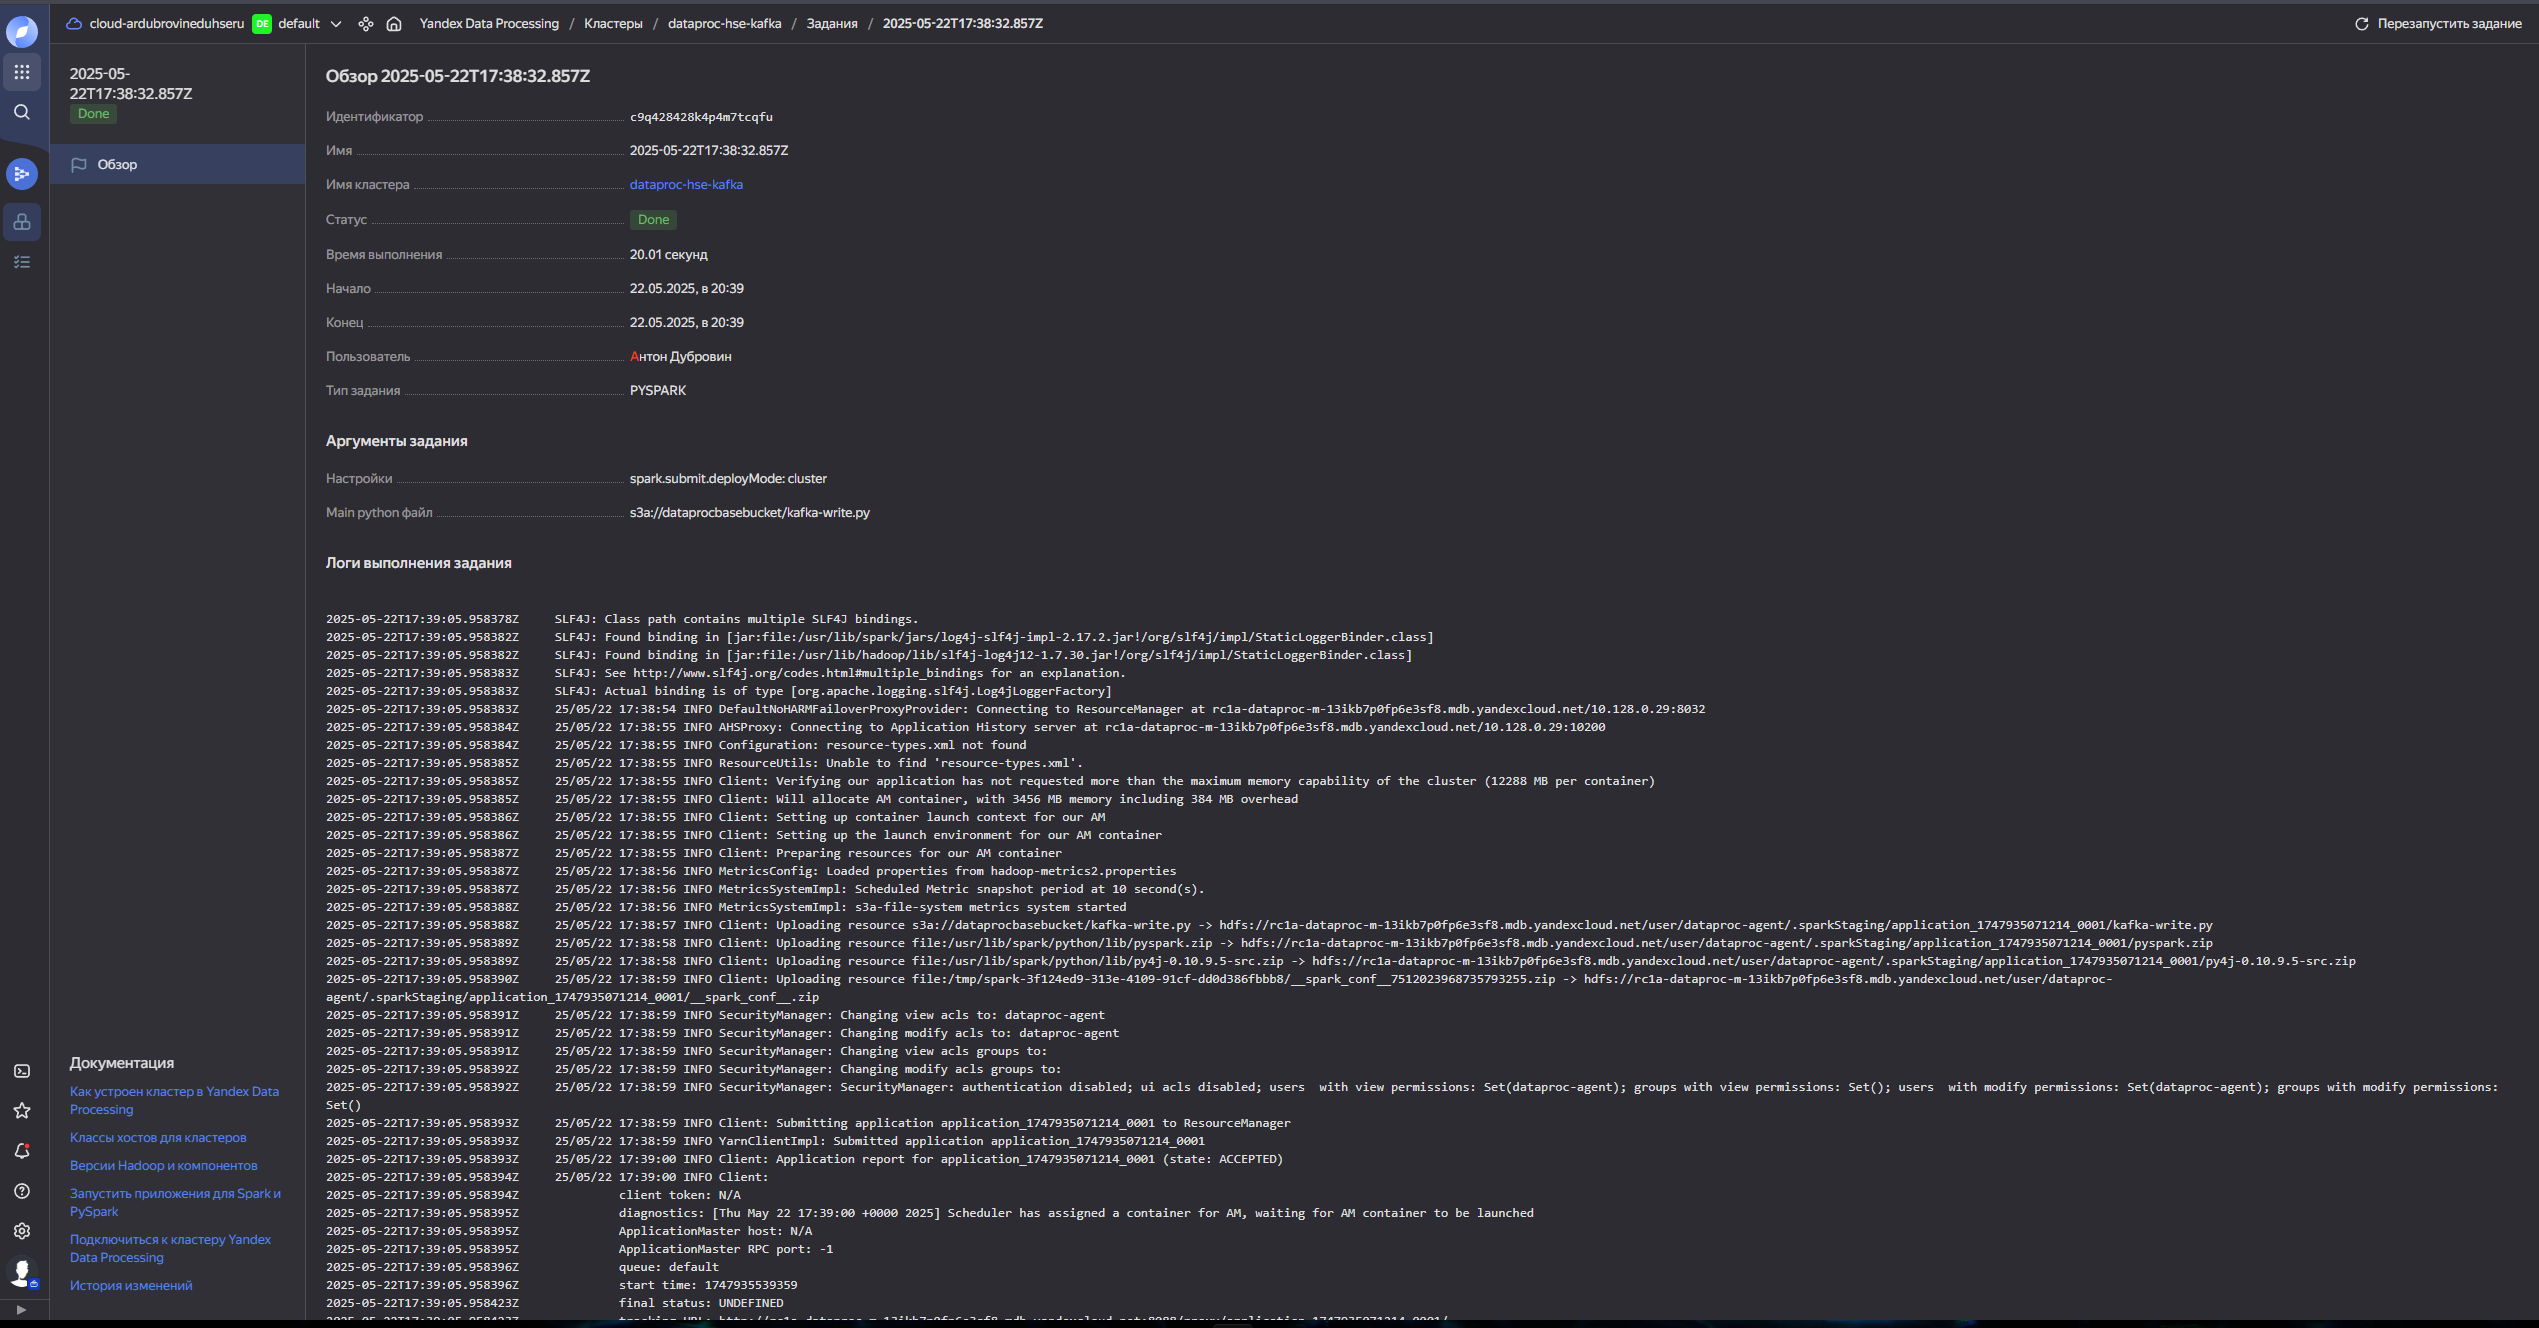 cloud-ardubrovineduhseru DE default Yandex Data Processing / Кластеры / dataproc-hse-kafka / Задания / 2025-05-22T17:38:32.857Z Перезапустить задание
2025-05-
22T17:38:32.857Z
Done
Обзор
Обзор 2025-05-22T17:38:32.857Z
Идентификатор c9q428428k4p4m7tcqfu
Имя 2025-05-22T17:38:32.857Z
Имя кластера dataproc-hse-kafka
Статус Done
Время выполнения 20.01 секунд
Начало 22.05.2025, в 20:39
Конец 22.05.2025, в 20:39
Пользователь Антон Дубровин
Тип задания PYSPARK
Аргументы задания
Настройки spark.submit.deployMode: cluster
Main python файл s3a://dataprocbasebucket/kafka-write.py
Логи выполнения задания
2025-05-22T17:39:05.958378Z SLF4J: Class path contains multiple SLF4J bindings.
2025-05-22T17:39:05.958382Z SLF4J: Found binding in [jar:file:/usr/lib/spark/jars/log4j-slf4j-impl-2.17.2.jar!/org/slf4j/impl/StaticLoggerBinder.class]
2025-05-22T17:39:05.958382Z SLF4J: Found binding in [jar:file:/usr/lib/hadoop/lib/slf4j-log4j12-1.7.30.jar!/org/slf4j/impl/StaticLoggerBinder.class]
2025-05-22T17:39:05.958383Z SLF4J: See http://www.slf4j.org/codes.html#multiple_bindings for an explanation.
2025-05-22T17:39:05.958383Z SLF4J: Actual binding is of type [org.apache.logging.slf4j.Log4jLoggerFactory]
2025-05-22T17:39:05.958383Z 25/05/22 17:38:54 INFO DefaultNoHARMFailoverProxyProvider: Connecting to ResourceManager at rc1a-dataproc-m-13ikb7p0fp6e3sf8.mdb.yandexcloud.net/10.128.0.29:8032
2025-05-22T17:39:05.958384Z 25/05/22 17:38:55 INFO AHSProxy: Connecting to Application History server at rc1a-dataproc-m-13ikb7p0fp6e3sf8.mdb.yandexcloud.net/10.128.0.29:10200
2025-05-22T17:39:05.958384Z 25/05/22 17:38:55 INFO Configuration: resource-types.xml not found
2025-05-22T17:39:05.958385Z 25/05/22 17:38:55 INFO ResourceUtils: Unable to find 'resource-types.xml'.
2025-05-22T17:39:05.958385Z 25/05/22 17:38:55 INFO Client: Verifying our application has not requested more than the maximum memory capability of the cluster (12288 MB per container)
2025-05-22T17:39:05.958385Z 25/05/22 17:38:55 INFO Client: Will allocate AM container, with 3456 MB memory including 384 MB overhead
2025-05-22T17:39:05.958386Z 25/05/22 17:38:55 INFO Client: Setting up container launch context for our AM
2025-05-22T17:39:05.958386Z 25/05/22 17:38:55 INFO Client: Setting up the launch environment for our AM container
2025-05-22T17:39:05.958387Z 25/05/22 17:38:55 INFO Client: Preparing resources for our AM container
2025-05-22T17:39:05.958387Z 25/05/22 17:38:56 INFO MetricsConfig: Loaded properties from hadoop-metrics2.properties
2025-05-22T17:39:05.958387Z 25/05/22 17:38:56 INFO MetricsSystemImpl: Scheduled Metric snapshot period at 10 second(s).
2025-05-22T17:39:05.958388Z 25/05/22 17:38:56 INFO MetricsSystemImpl: s3a-file-system metrics system started
2025-05-22T17:39:05.958388Z 25/05/22 17:38:57 INFO Client: Uploading resource s3a://dataprocbasebucket/kafka-write.py -> hdfs://rc1a-dataproc-m-13ikb7p0fp6e3sf8.mdb.yandexcloud.net/user/dataproc-agent/.sparkStaging/application_1747935071214_0001/kafka-write.py
2025-05-22T17:39:05.958389Z 25/05/22 17:38:58 INFO Client: Uploading resource file:/usr/lib/spark/python/lib/pyspark.zip -> hdfs://rc1a-dataproc-m-13ikb7p0fp6e3sf8.mdb.yandexcloud.net/user/dataproc-agent/.sparkStaging/application_1747935071214_0001/pyspark.zip
2025-05-22T17:39:05.958389Z 25/05/22 17:38:58 INFO Client: Uploading resource file:/usr/lib/spark/python/lib/py4j-0.10.9.5-src.zip -> hdfs://rc1a-dataproc-m-13ikb7p0fp6e3sf8.mdb.yandexcloud.net/user/dataproc-agent/.sparkStaging/application_1747935071214_0001/py4j-0.10.9.5-src.zip
2025-05-22T17:39:05.958390Z 25/05/22 17:38:59 INFO Client: Uploading resource file:/tmp/spark-3f124ed9-313e-4109-91cf-dd0d386fbbb8/__spark_conf__7512023968735793255.zip -> hdfs://rc1a-dataproc-m-13ikb7p0fp6e3sf8.mdb.yandexcloud.net/user/dataproc-
agent/.sparkStaging/application_1747935071214_0001/__spark_conf__.zip
2025-05-22T17:39:05.958391Z 25/05/22 17:38:59 INFO SecurityManager: Changing view acls to: dataproc-agent
2025-05-22T17:39:05.958391Z 25/05/22 17:38:59 INFO SecurityManager: Changing modify acls to: dataproc-agent
2025-05-22T17:39:05.958391Z 25/05/22 17:38:59 INFO SecurityManager: Changing view acls groups to:
2025-05-22T17:39:05.958392Z 25/05/22 17:38:59 INFO SecurityManager: Changing modify acls groups to:
2025-05-22T17:39:05.958392Z 25/05/22 17:38:59 INFO SecurityManager: SecurityManager: authentication disabled; ui acls disabled; users  with view permissions: Set(dataproc-agent); groups with view permissions: Set(); users  with modify permissions: Set(dataproc-agent); groups with modify permissions:
Set()
2025-05-22T17:39:05.958393Z 25/05/22 17:38:59 INFO Client: Submitting application application_1747935071214_0001 to ResourceManager
2025-05-22T17:39:05.958393Z 25/05/22 17:38:59 INFO YarnClientImpl: Submitted application application_1747935071214_0001
2025-05-22T17:39:05.958393Z 25/05/22 17:39:00 INFO Client: Application report for application_1747935071214_0001 (state: ACCEPTED)
2025-05-22T17:39:05.958394Z 25/05/22 17:39:00 INFO Client:
2025-05-22T17:39:05.958394Z client token: N/A
2025-05-22T17:39:05.958395Z diagnostics: [Thu May 22 17:39:00 +0000 2025] Scheduler has assigned a container for AM, waiting for AM container to be launched
2025-05-22T17:39:05.958395Z ApplicationMaster host: N/A
2025-05-22T17:39:05.958395Z ApplicationMaster RPC port: -1
2025-05-22T17:39:05.958396Z queue: default
2025-05-22T17:39:05.958396Z start time: 1747935539359
2025-05-22T17:39:05.958423Z final status: UNDEFINED
Документация
Как устроен кластер в Yandex Data
Processing
Классы хостов для кластеров
Версии Hadoop и компонентов
Запустить приложения для Spark и
PySpark
Подключиться к кластеру Yandex
Data Processing
История изменений